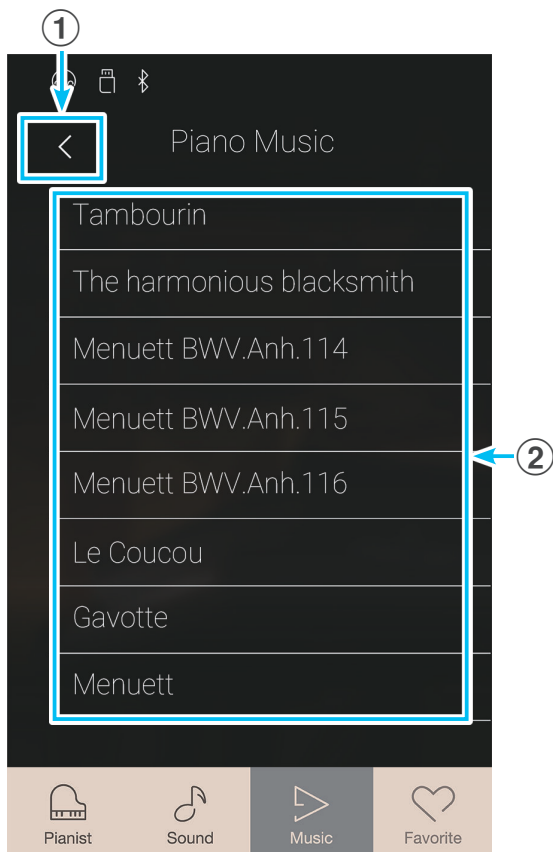 1
Piano Music
Tambourin
The harmonious blacksmith
Menuett BWV.Anh.114
Menuett BWV.Anh.115
2
Menuett BWV.Anh.116
Le Coucou
Gavotte
Menuett
Pianist Sound Music Favorite